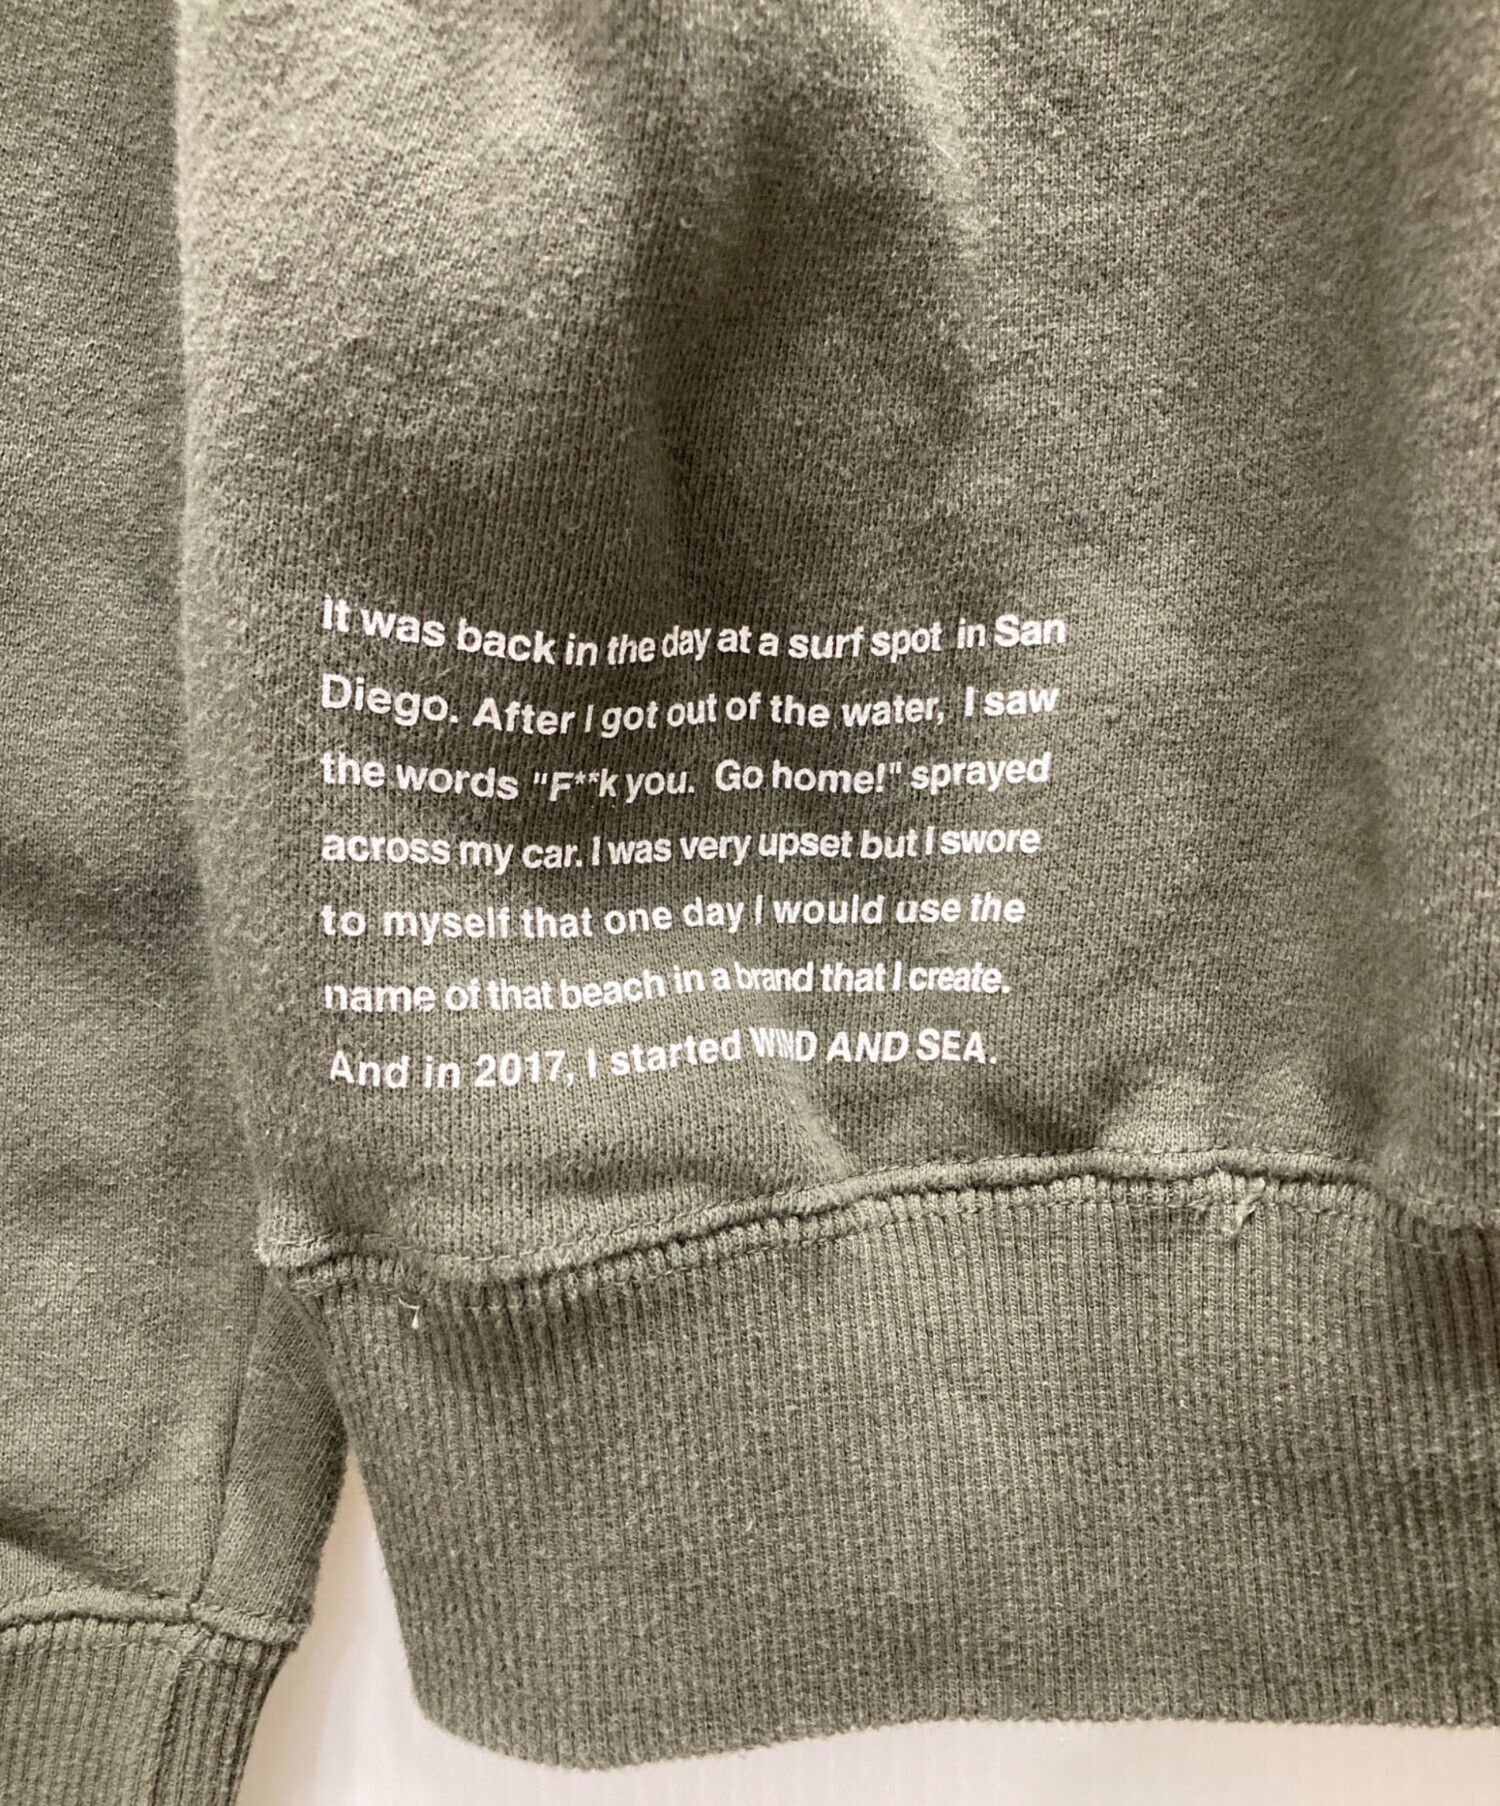 It was back in the day at a surf spot in San
Diego. After I got out of the water, I saw
the words "F**k you. Go home!" sprayed
across my car. I was very upset but I swore
to myself that one day I would use the
name of that beach in a brand that I create.
And in 2017, I started WIND AND SEA.